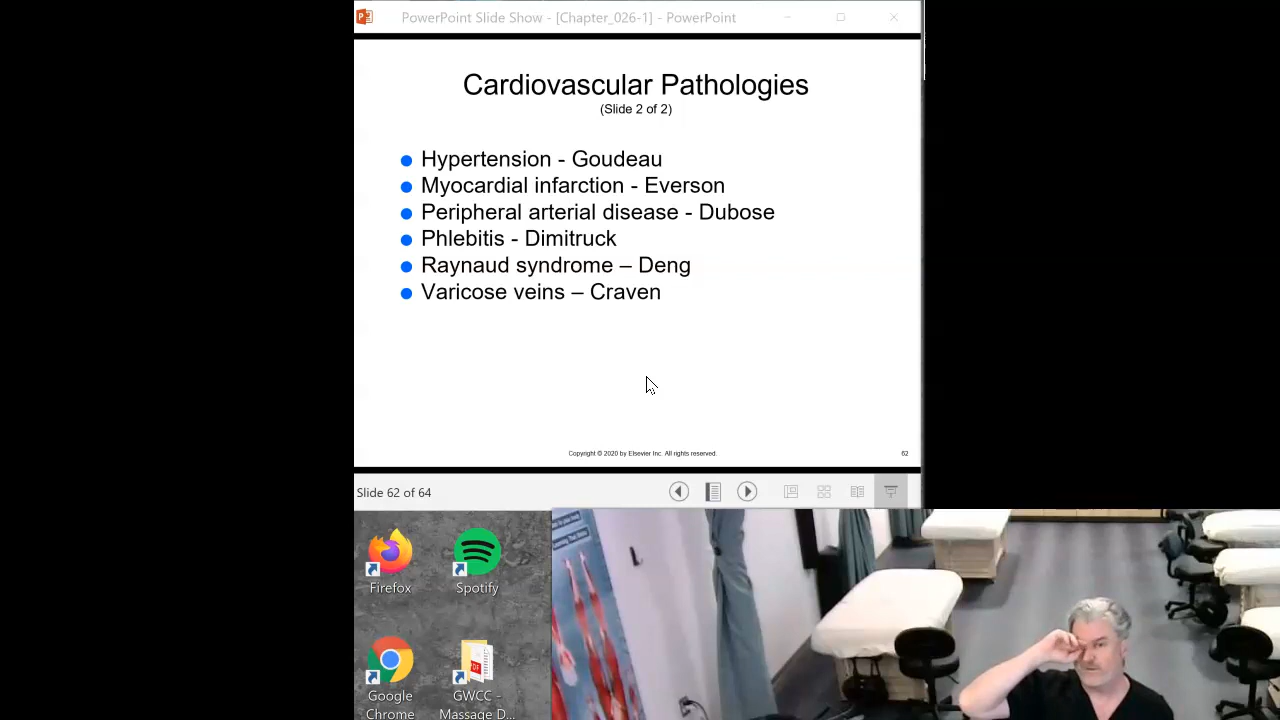 PowerPoint Slide Show - [Chapter_026-1] - PowerPoint
Cardiovascular Pathologies
(Slide 2 of 2)
Hypertension - Goudeau
Myocardial infarction - Everson
Peripheral arterial disease - Dubose
Phlebitis - Dimitruck
Raynaud syndrome – Deng
Varicose veins – Craven
Copyright © 2020 by Elsevier Inc. All rights reserved.
62
Slide 62 of 64
Firefox
Spotify
Google
Chrome
GWCC -
Massage D...
PDF